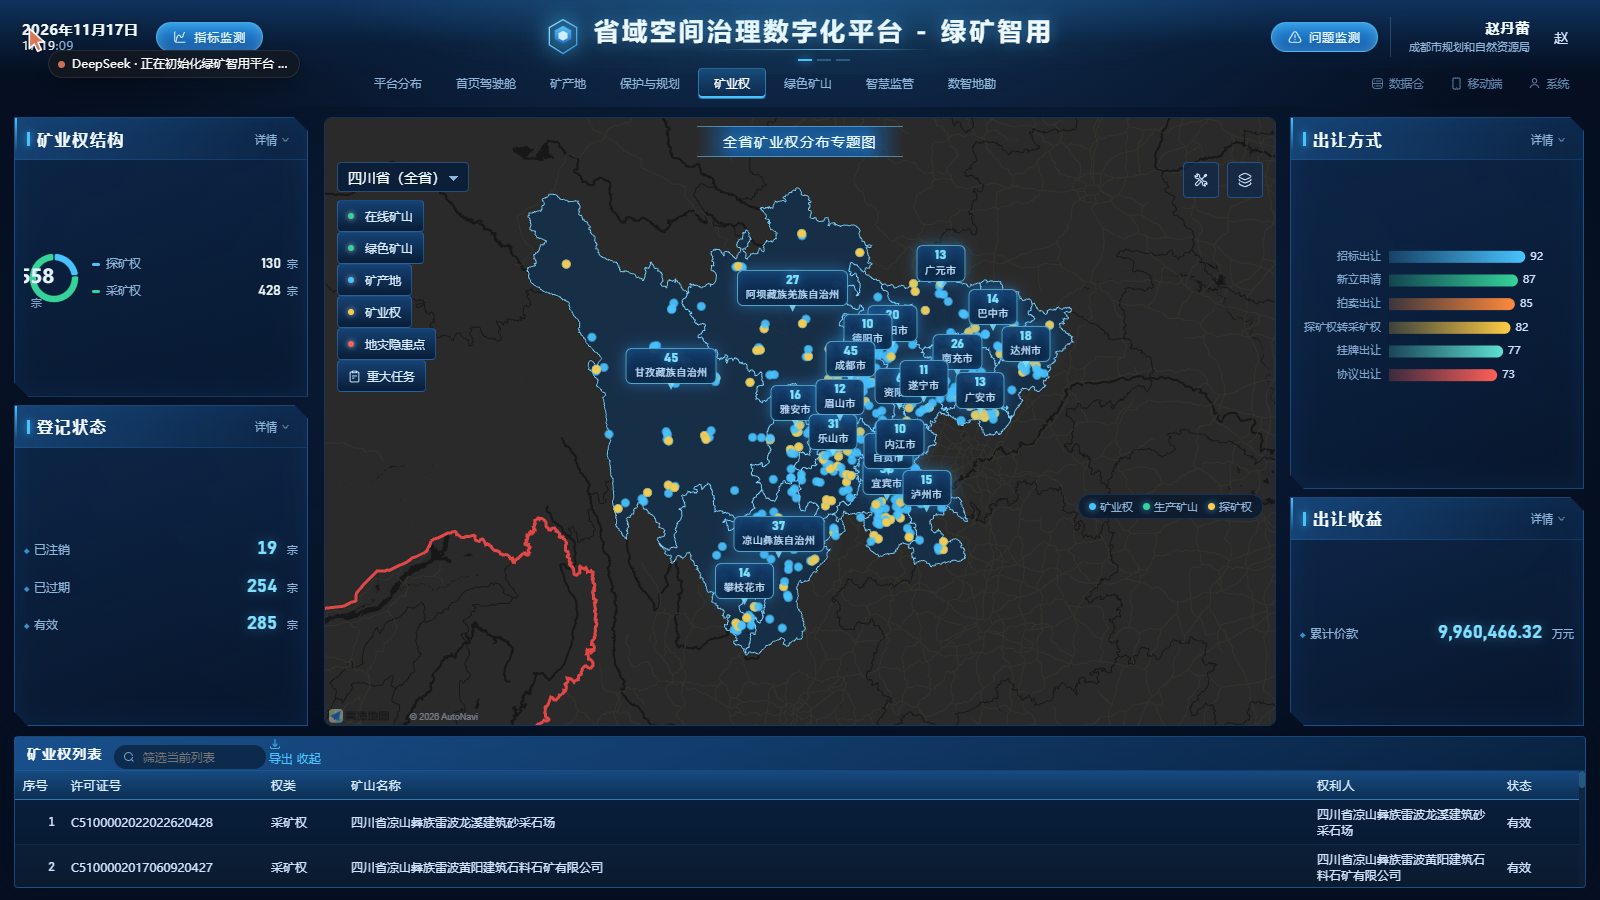 2026年11月17日
指标监测
省域空间治理数字化平台 - 绿矿智用
问题监测
赵丹蕾
成都市规划和自然资源局
赵
DeepSeek · 正在初始化绿矿智用平台 ...
平台分布
首页驾驶舱
矿产地
保护与规划
矿业权
绿色矿山
智慧监管
数智地勘
数据仓
移动端
系统
矿业权结构
详情
558
宗
探矿权
130 宗
采矿权
428 宗
登记状态
详情
已注销
19 宗
已过期
254 宗
有效
285 宗
全省矿业权分布专题图
四川省（全省）
在线矿山
绿色矿山
矿产地
矿业权
地灾隐患点
重大任务
13
广元市
27
阿坝藏族羌族自治州
14
巴中市
20
10
德阳市
18
达州市
26
南充市
45
成都市
45
甘孜藏族自治州
11
遂宁市
13
广安市
12
眉山市
16
雅安市
31
乐山市
10
内江市
自贡市
宜宾市
15
泸州市
37
凉山彝族自治州
14
攀枝花市
矿业权
生产矿山
探矿权
高德地图
© 2026 AutoNavi
出让方式
详情
招标出让 92
新立申请 87
拍卖出让 85
探矿权转采矿权 82
挂牌出让 77
协议出让 73
出让收益
详情
累计价款
9,960,466.32 万元
矿业权列表
筛选当前列表
导出 收起
序号 许可证号 权类 矿山名称 权利人 状态
1 C5100002022022620428 采矿权 四川省凉山彝族雷波龙溪建筑砂采石场 四川省凉山彝族雷波龙溪建筑砂
采石场 有效
2 C5100002017060920427 采矿权 四川省凉山彝族雷波黄阳建筑石料石矿有限公司 四川省凉山彝族雷波黄阳建筑石
料石矿有限公司 有效